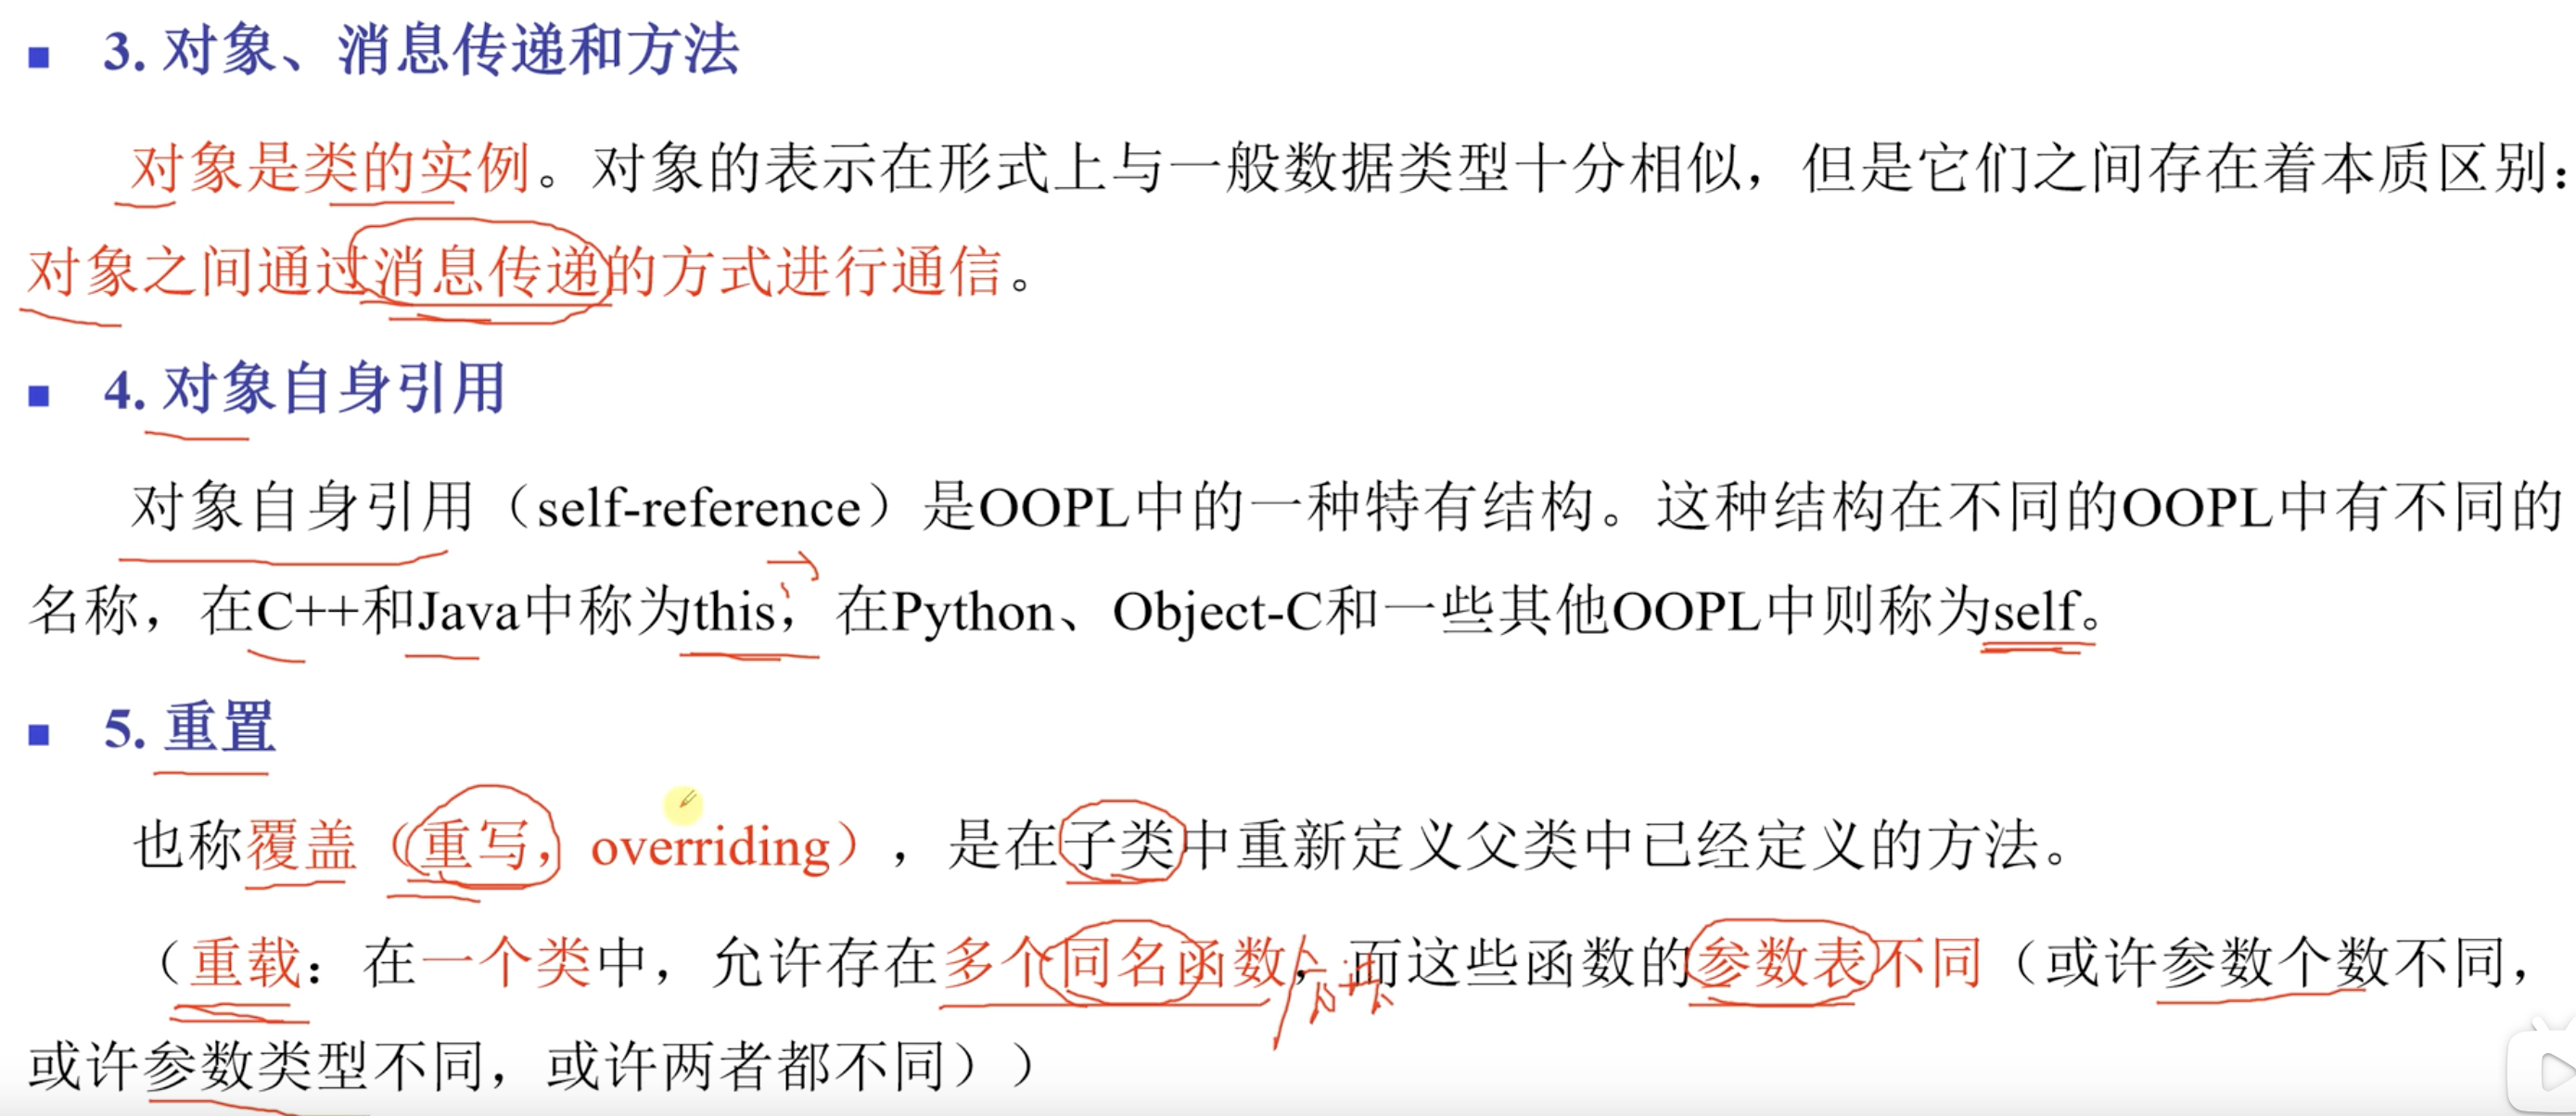 ■ 3. 对象、消息传递和方法
对象是类的实例。对象的表示在形式上与一般数据类型十分相似，但是它们之间存在着本质区别：
对象之间通过消息传递的方式进行通信。
■ 4. 对象自身引用
对象自身引用（self-reference）是OOPL中的一种特有结构。这种结构在不同的OOPL中有不同的
名称，在C++和Java中称为this，在Python、Object-C和一些其他OOPL中则称为self。
■ 5. 重置
也称覆盖（重写，overriding），是在子类中重新定义父类中已经定义的方法。
（重载：在一个类中，允许存在多个同名函数，而这些函数的参数表不同（或许参数个数不同，
或许参数类型不同，或许两者都不同））